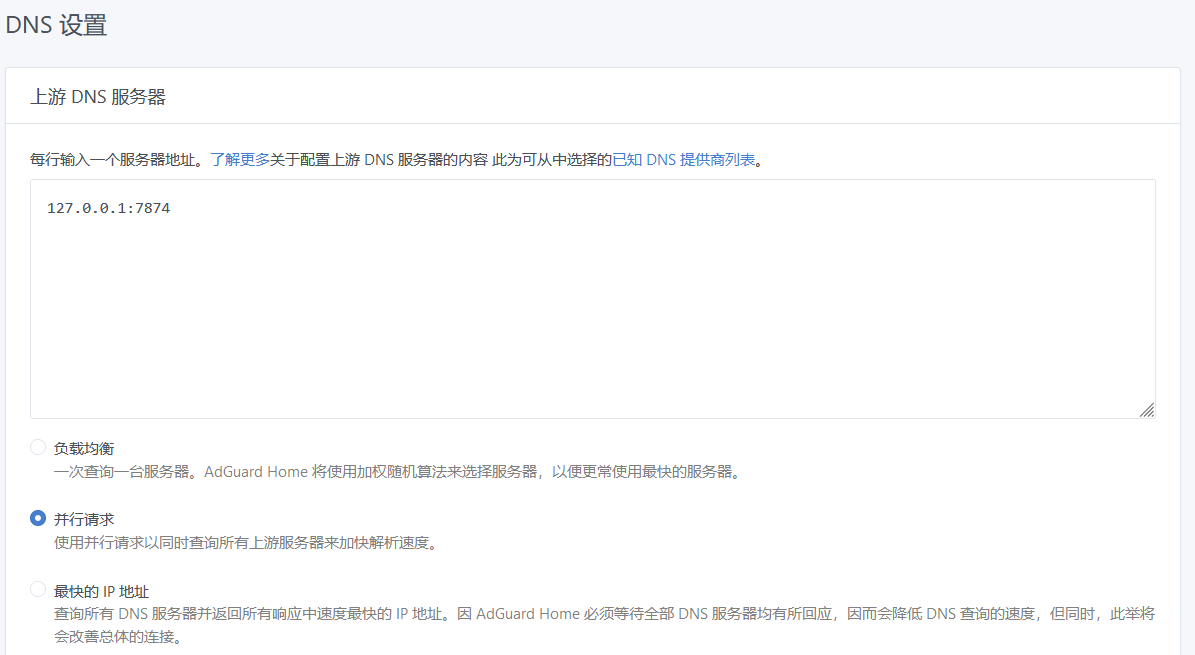 DNS 设置
上游 DNS 服务器
每行输入一个服务器地址。了解更多关于配置上游 DNS 服务器的内容 此为可从中选择的已知 DNS 提供商列表。
127.0.0.1:7874
负载均衡
一次查询一台服务器。AdGuard Home 将使用加权随机算法来选择服务器，以便更常使用最快的服务器。
并行请求
使用并行请求以同时查询所有上游服务器来加快解析速度。
最快的 IP 地址
查询所有 DNS 服务器并返回所有响应中速度最快的 IP 地址。因 AdGuard Home 必须等待全部 DNS 服务器均有所回应，因而会降低 DNS 查询的速度，但同时，此举将
会改善总体的连接。